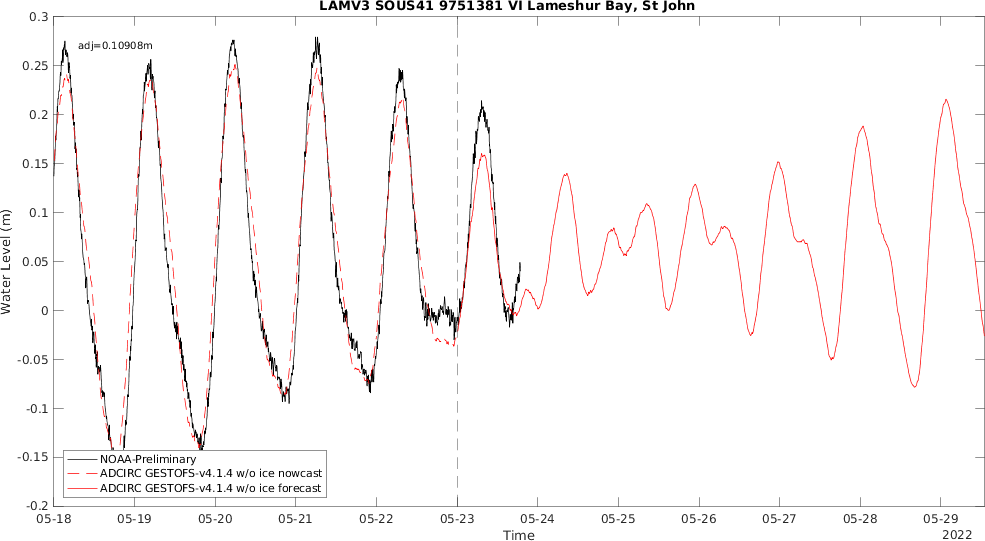 LAMV3 SOUS41 9751381 VI Lameshur Bay, St John
0.3
adj=0.10908m
0.25
0.2
0.15
0.1
0.05
0
-0.05
-0.1
-0.15
-0.2
Water Level (m)
NOAA-Preliminary
ADCIRC GESTOFS-v4.1.4 w/o ice nowcast
ADCIRC GESTOFS-v4.1.4 w/o ice forecast
05-18 05-19 05-20 05-21 05-22 05-23 05-24 05-25 05-26 05-27 05-28 05-29
Time
2022